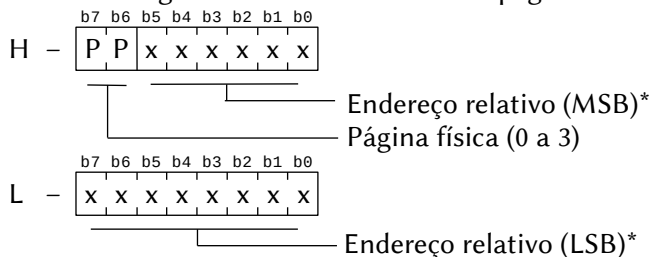 b7 b6 b5 b4 b3 b2 b1 b0
H – P P x x x x x x
Endereço relativo (MSB)*
Página física (0 a 3)
b7 b6 b5 b4 b3 b2 b1 b0
L – x x x x x x x x
Endereço relativo (LSB)*